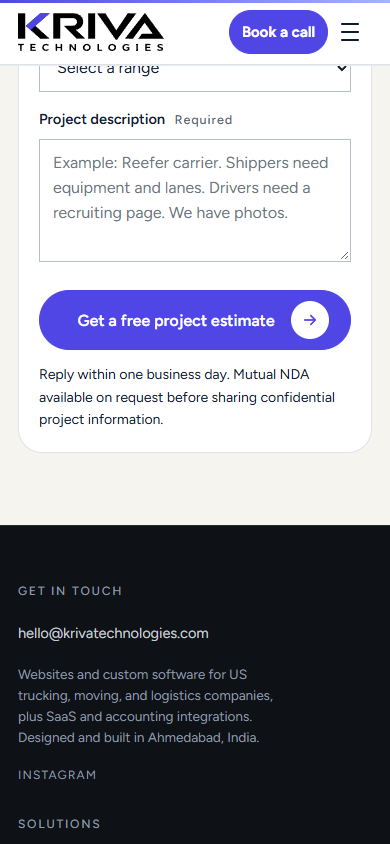 KRIVA
TECHNOLOGIES
Book a call
Select a range
Project description Required
Example: Reefer carrier. Shippers need
equipment and lanes. Drivers need a
recruiting page. We have photos.
Get a free project estimate
Reply within one business day. Mutual NDA
available on request before sharing confidential
project information.
GET IN TOUCH
hello@krivatechnologies.com
Websites and custom software for US
trucking, moving, and logistics companies,
plus SaaS and accounting integrations.
Designed and built in Ahmedabad, India.
INSTAGRAM
SOLUTIONS